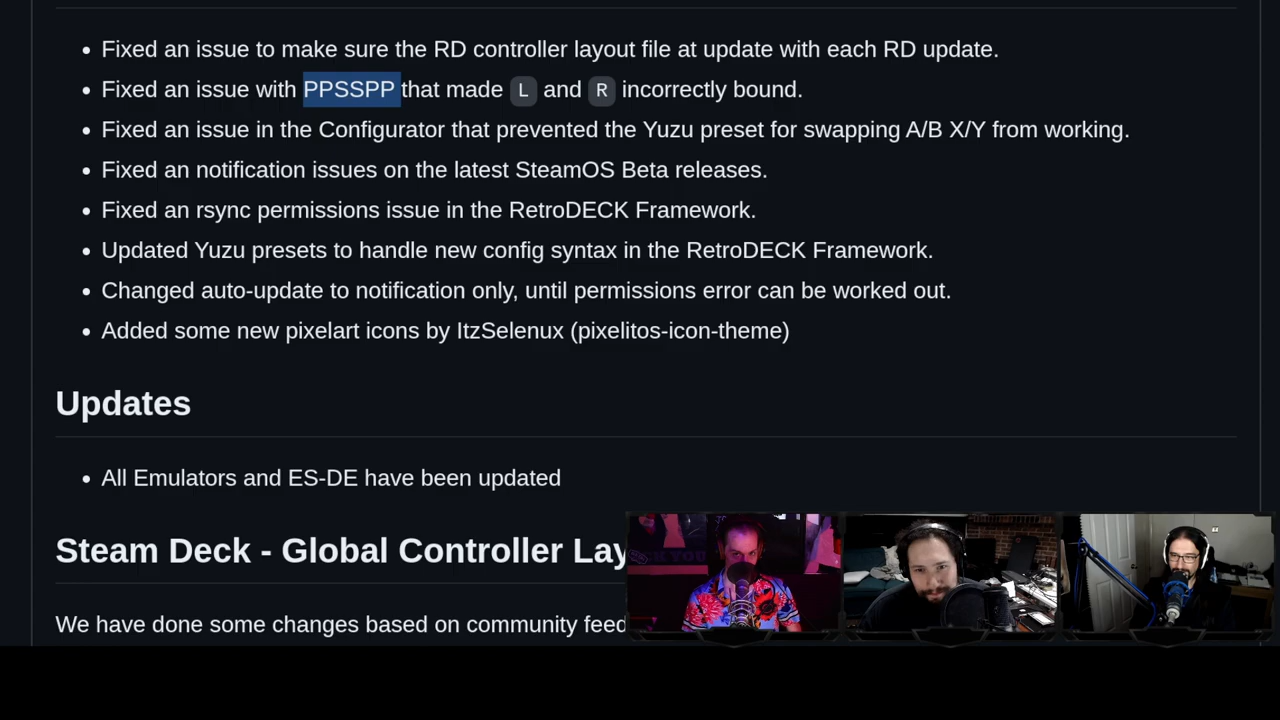 Fixed an issue to make sure the RD controller layout file at update with each RD update.
Fixed an issue with PPSSPP that made L and R incorrectly bound.
Fixed an issue in the Configurator that prevented the Yuzu preset for swapping A/B X/Y from working.
Fixed an notification issues on the latest SteamOS Beta releases.
Fixed an rsync permissions issue in the RetroDECK Framework.
Updated Yuzu presets to handle new config syntax in the RetroDECK Framework.
Changed auto-update to notification only, until permissions error can be worked out.
Added some new pixelart icons by ItzSelenux (pixelitos-icon-theme)
Updates
All Emulators and ES-DE have been updated
Steam Deck - Global Controller Lay
We have done some changes based on community feed